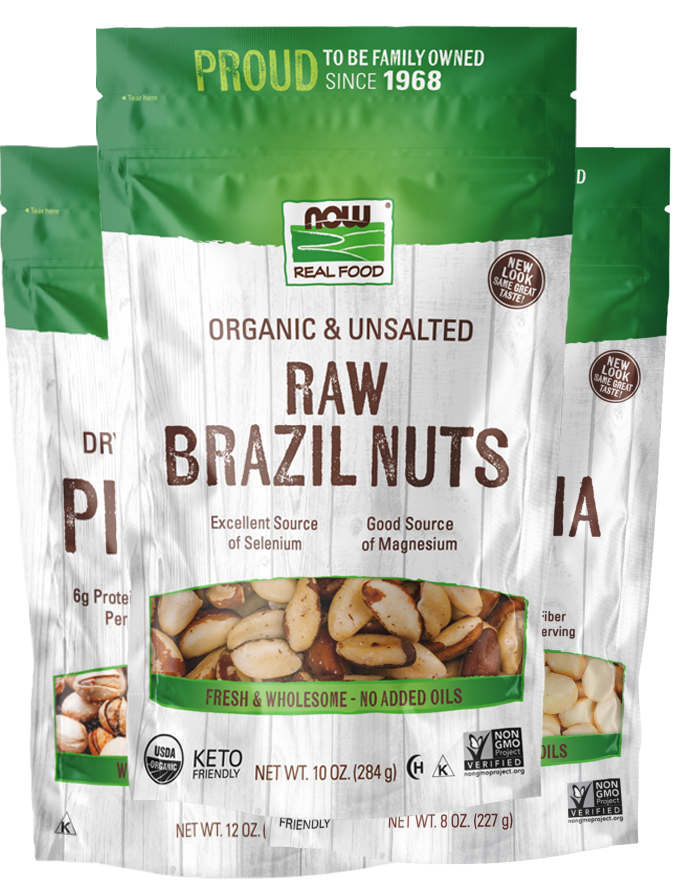 PROUD TO BE FAMILY OWNED
SINCE 1968
Tear here
NOW®
REAL FOOD
NEW
LOOK
SAME GREAT
TASTE!
ORGANIC & UNSALTED
RAW
BRAZIL NUTS
Excellent Source
of Selenium
Good Source
of Magnesium
FRESH & WHOLESOME - NO ADDED OILS
USDA
ORGANIC
KETO
FRIENDLY
NET WT. 10 OZ. (284 g)
H K
NON
GMO
Project
VERIFIED
nongmoproject.org
Tear here
DRY
PI
6g Protei
Per
W
K
NET WT. 12 OZ. (
FRIENDLY
D
NEW
LOOK
SAME GREAT
TASTE!
IA
Fiber
erving
OILS
NET WT. 8 OZ. (227 g)
NON
GMO
Project
VERIFIED
nongmoproject.org